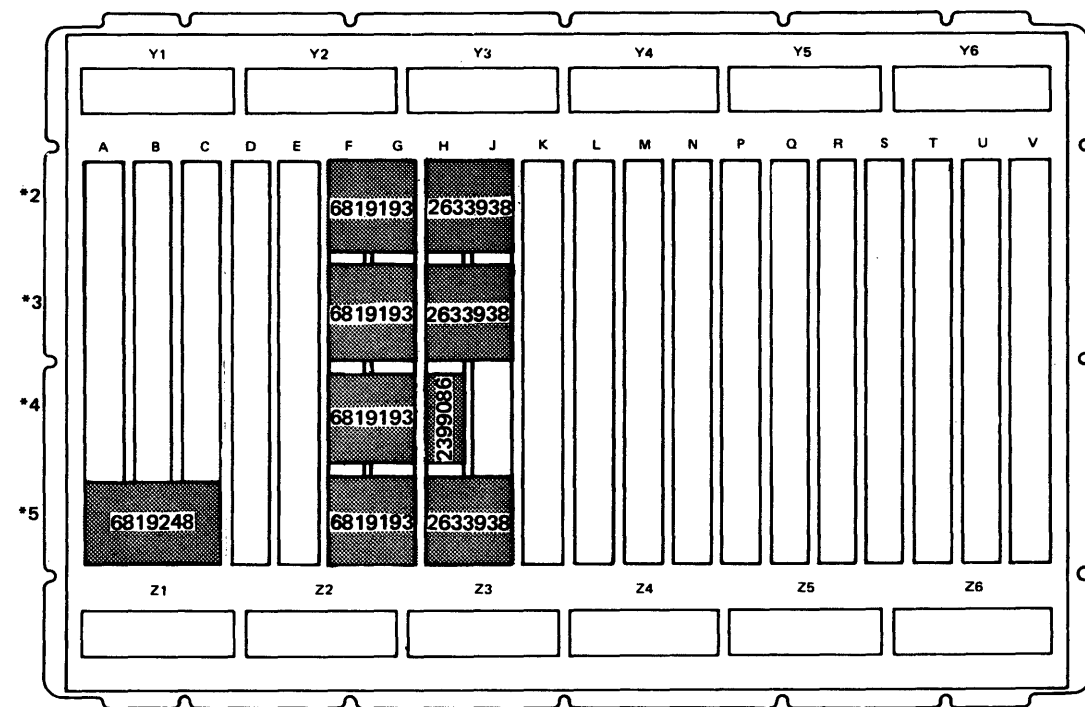 Y1 Y2 Y3 Y4 Y5 Y6
A B C D E F G H J K L M N P Q R S T U V
*2 6819193 2633938
*3 6819193 2633938
*4 6819193 2399086
*5 6819248 6819193 2633938
Z1 Z2 Z3 Z4 Z5 Z6